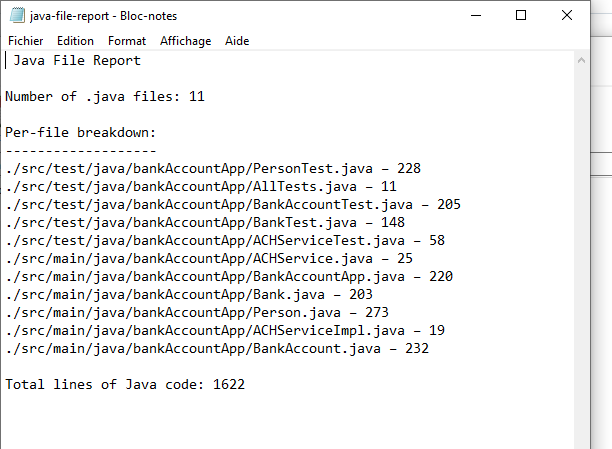 java-file-report - Bloc-notes
Fichier Edition Format Affichage Aide
Java File Report
Number of .java files: 11
Per-file breakdown:
-------------------
./src/test/java/bankAccountApp/PersonTest.java – 228
./src/test/java/bankAccountApp/AllTests.java – 11
./src/test/java/bankAccountApp/BankAccountTest.java – 205
./src/test/java/bankAccountApp/BankTest.java – 148
./src/test/java/bankAccountApp/ACHServiceTest.java – 58
./src/main/java/bankAccountApp/ACHService.java – 25
./src/main/java/bankAccountApp/BankAccountApp.java – 220
./src/main/java/bankAccountApp/Bank.java – 203
./src/main/java/bankAccountApp/Person.java – 273
./src/main/java/bankAccountApp/ACHServiceImpl.java – 19
./src/main/java/bankAccountApp/BankAccount.java – 232
Total lines of Java code: 1622